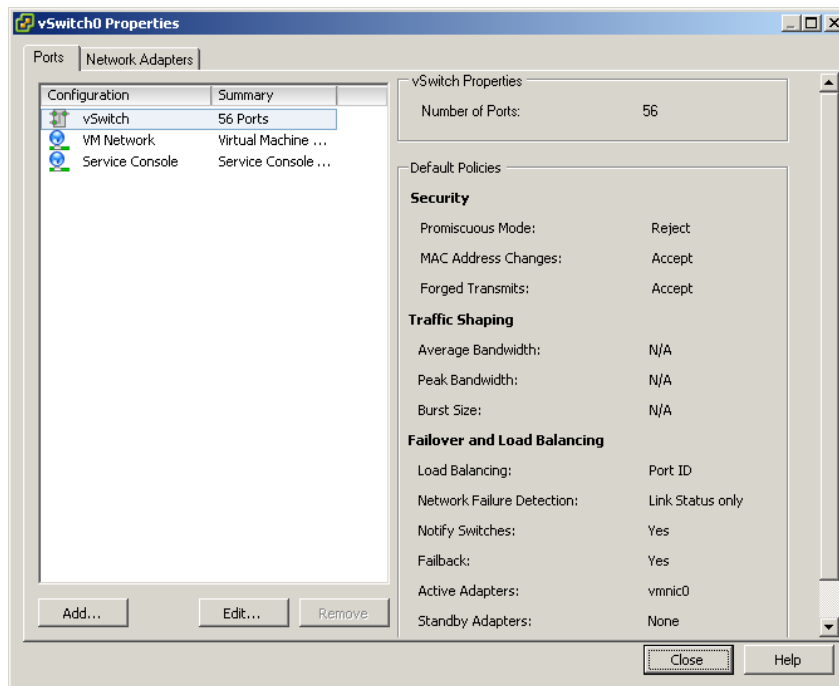 vSwitch0 Properties
Ports
Network Adapters
Configuration Summary
vSwitch 56 Ports
VM Network Virtual Machine ...
Service Console Service Console ...
Add...
Edit...
Remove
vSwitch Properties
Number of Ports: 56
Default Policies
Security
Promiscuous Mode: Reject
MAC Address Changes: Accept
Forged Transmits: Accept
Traffic Shaping
Average Bandwidth: N/A
Peak Bandwidth: N/A
Burst Size: N/A
Failover and Load Balancing
Load Balancing: Port ID
Network Failure Detection: Link Status only
Notify Switches: Yes
Failback: Yes
Active Adapters: vmnic0
Standby Adapters: None
Close
Help